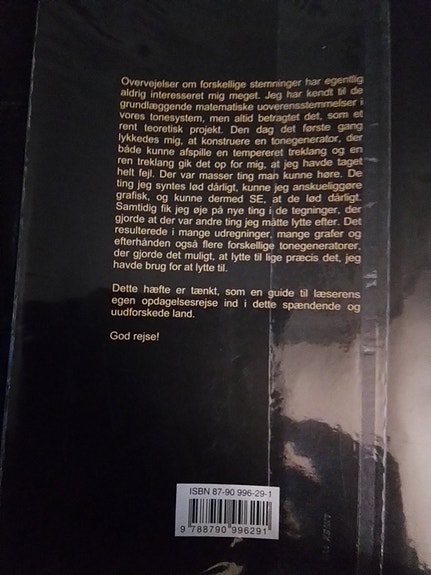 Overvejelser om forskellige stemninger har egentlig
aldrig interesseret mig meget. Jeg har kendt til de
grundlæggende matematiske uoverensstemmelser i
vores tonesystem, men altid betragtet det, som et
rent teoretisk projekt. Den dag det første gang
lykkedes mig, at konstruere en tonegenerator, der
både kunne afspille en tempereret treklang og en
ren treklang gik det op for mig, at jeg havde taget
helt fejl. Der var masser ting man kunne høre. De
ting jeg syntes lød dårligt, kunne jeg anskueliggøre
grafisk, og kunne dermed SE, at de lød dårligt.
Samtidig fik jeg øje på nye ting i de tegninger, der
gjorde at der var andre ting jeg måtte lytte efter. Det
resulterede i mange udregninger, mange grafer og
efterhånden også flere forskellige tonegeneratorer,
der gjorde det muligt, at lytte til lige præcis det, jeg
havde brug for at lytte til.
Dette hæfte er tænkt, som en guide til læserens
egen opdagelsesrejse ind i dette spændende og
uudforskede land.
God rejse!
ISBN 87-90 996-29-1
9 788790 996291